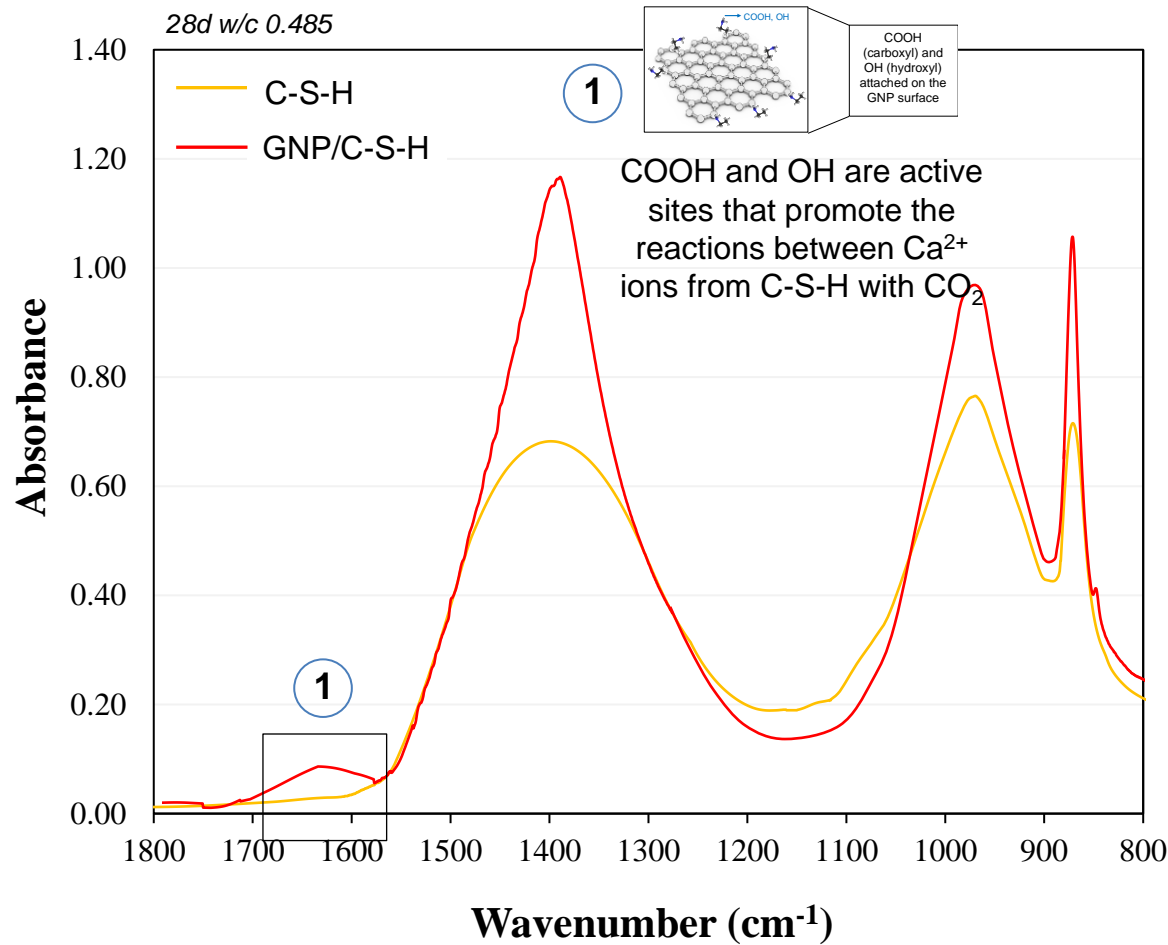 28d w/c 0.485
COOH, OH
COOH
(carboxyl) and
OH (hydroxyl)
attached on the
GNP surface
1
C-S-H
GNP/C-S-H
COOH and OH are active
sites that promote the
reactions between Ca²⁺
ions from C-S-H with CO₂
1
Absorbance
1.40
1.20
1.00
0.80
0.60
0.40
0.20
0.00
1800 1700 1600 1500 1400 1300 1200 1100 1000 900 800
Wavenumber (cm⁻¹)